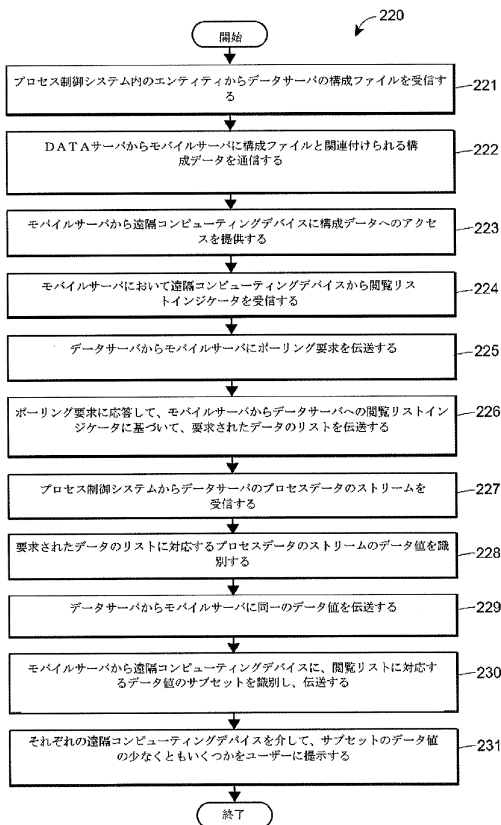 220
開始
プロセス制御システム内のエンティティからデータサーバの構成ファイルを受信す
る
221
DATAサーバからモバイルサーバに構成ファイルと関連付けられる構
成データを通信する
222
モバイルサーバから遠隔コンピューティングデバイスに構成データへのアクセ
スを提供する
223
モバイルサーバにおいて遠隔コンピューティングデバイスから閲覧リス
トインジケータを受信する
224
データサーバからモバイルサーバにポーリング要求を伝送する
225
ポーリング要求に応答して、モバイルサーバからデータサーバへの閲覧リストイン
ジケータに基づいて、要求されたデータのリストを伝送する
226
プロセス制御システムからデータサーバのプロセスデータのストリームを
受信する
227
要求されたデータのリストに対応するプロセスデータのストリームのデータ値を識
別する
228
データサーバからモバイルサーバに同一のデータ値を伝送する
229
モバイルサーバから遠隔コンピューティングデバイスに、閲覧リストに対応す
るデータ値のサブセットを識別し、伝送する
230
それぞれの遠隔コンピューティングデバイスを介して、サブセットのデータ値
の少なくともいくつかをユーザーに提示する
231
終了